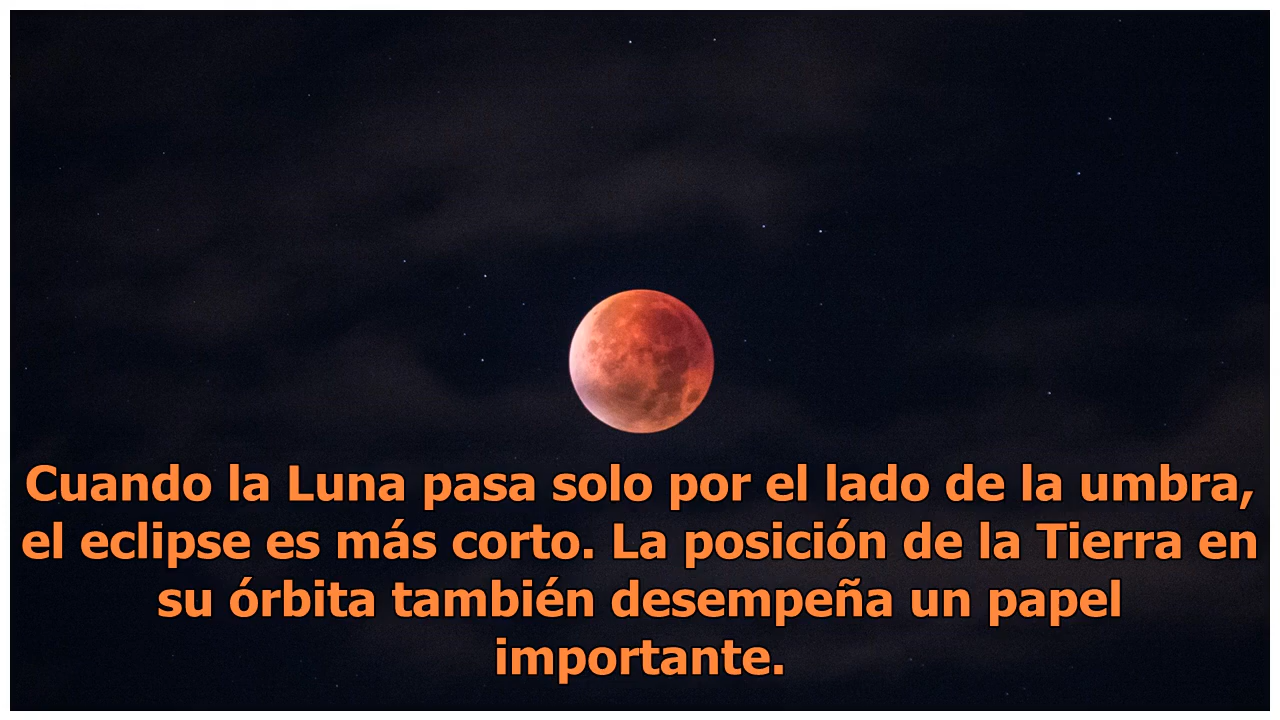 Cuando la Luna pasa solo por el lado de la umbra,
el eclipse es más corto. La posición de la Tierra en
su órbita también desempeña un papel
importante.